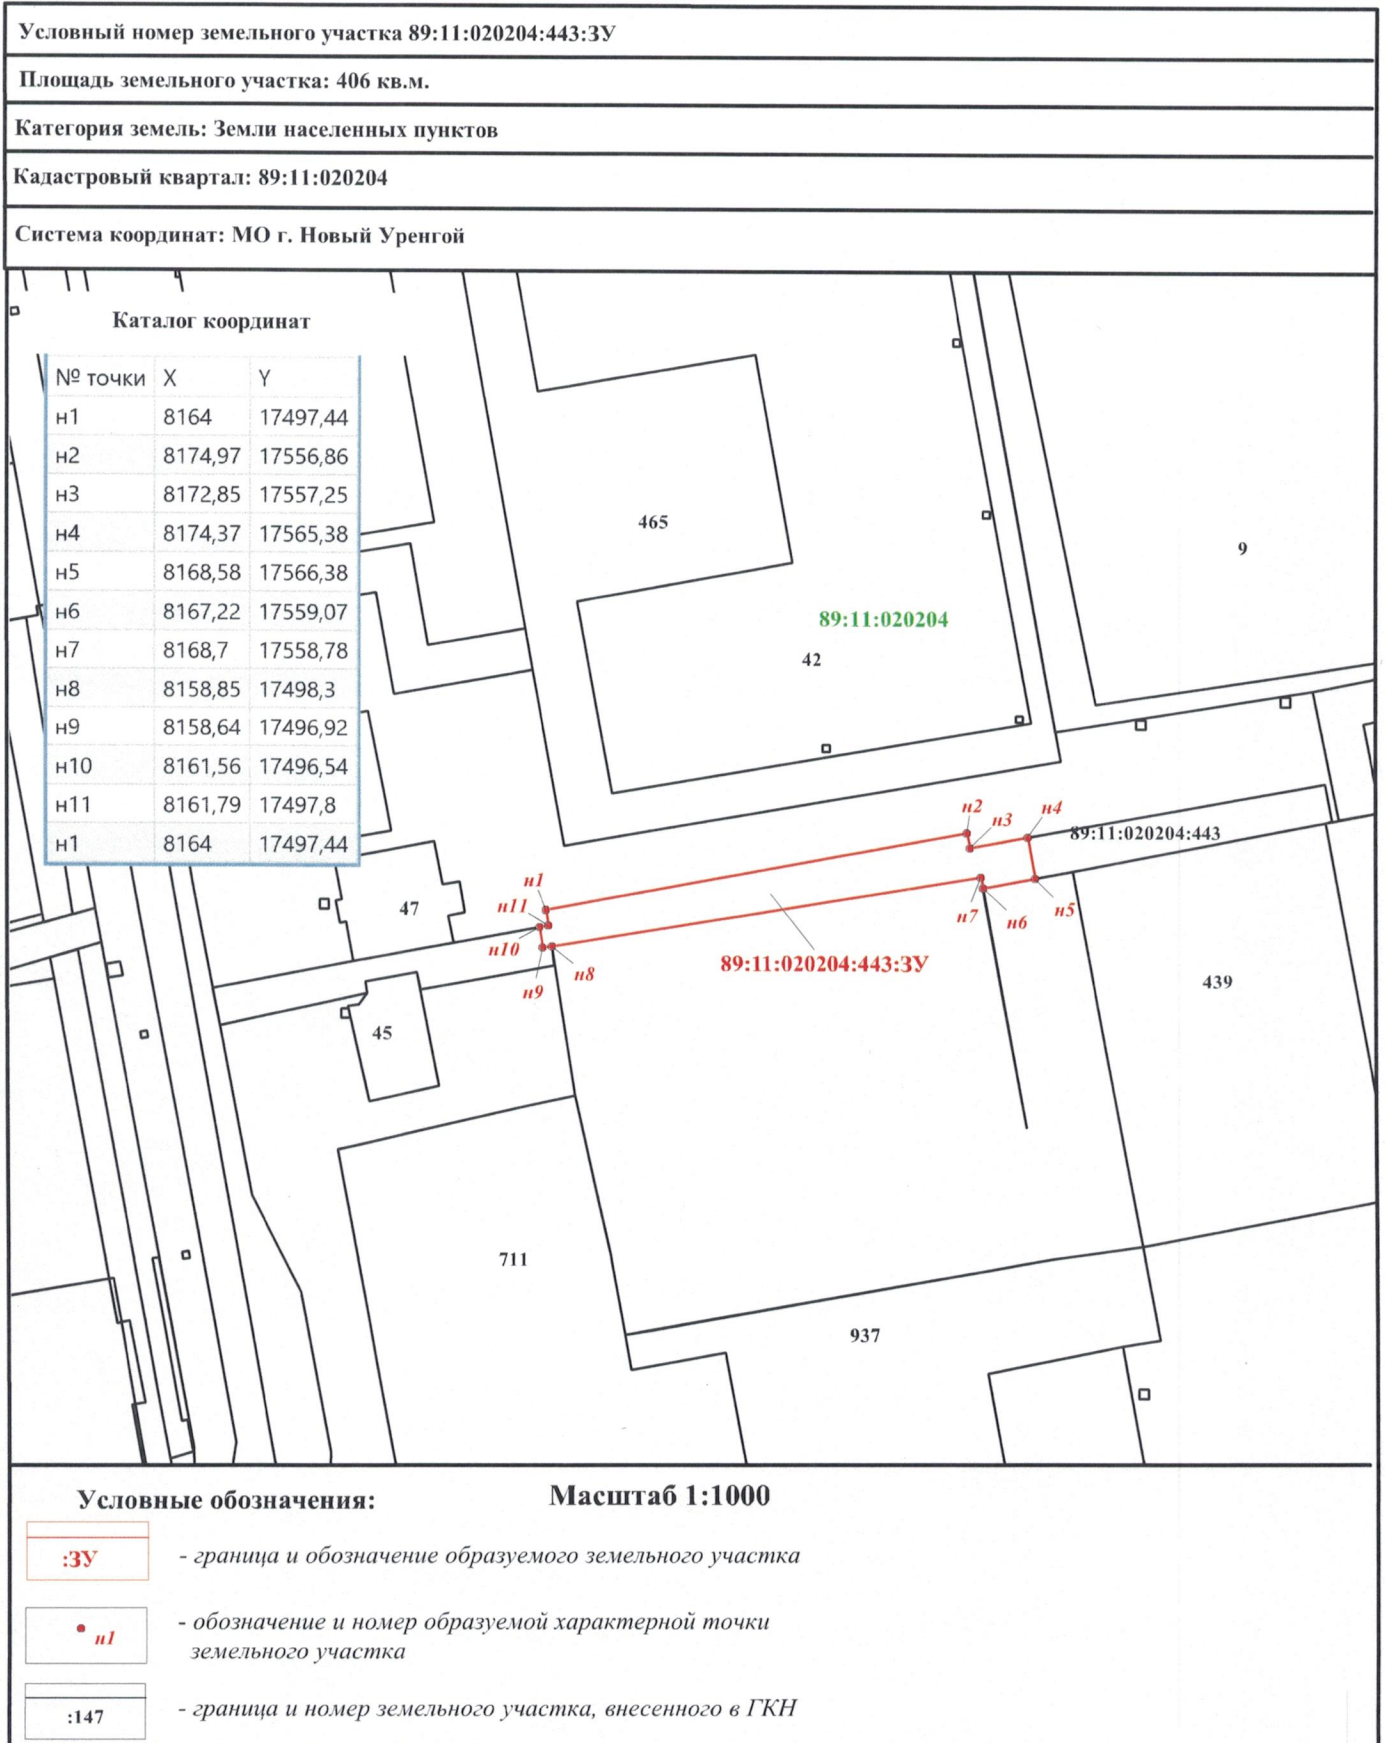 Условный номер земельного участка 89:11:020204:443:ЗУ
Площадь земельного участка: 406 кв.м.
Категория земель: Земли населенных пунктов
Кадастровый квартал: 89:11:020204
Система координат: МО г. Новый Уренгой
Каталог координат
№ точки X Y
н1 8164 17497,44
н2 8174,97 17556,86
н3 8172,85 17557,25
н4 8174,37 17565,38
н5 8168,58 17566,38
н6 8167,22 17559,07
н7 8168,7 17558,78
н8 8158,85 17498,3
н9 8158,64 17496,92
н10 8161,56 17496,54
н11 8161,79 17497,8
н1 8164 17497,44
465
9
89:11:020204
42
н2
н3
н4
89:11:020204:443
н1
н11
47
н10
н7
н6
н5
н8
89:11:020204:443:ЗУ
н9
439
45
711
937
Условные обозначения:
Масштаб 1:1000
:ЗУ
- граница и обозначение образуемого земельного участка
н1
- обозначение и номер образуемой характерной точки
земельного участка
:147
- граница и номер земельного участка, внесенного в ГКН